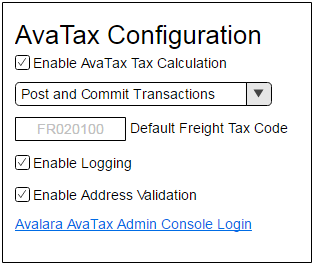 AvaTax Configuration
Enable AvaTax Tax Calculation
Post and Commit Transactions
FR020100 Default Freight Tax Code
Enable Logging
Enable Address Validation
Avalara AvaTax Admin Console Login